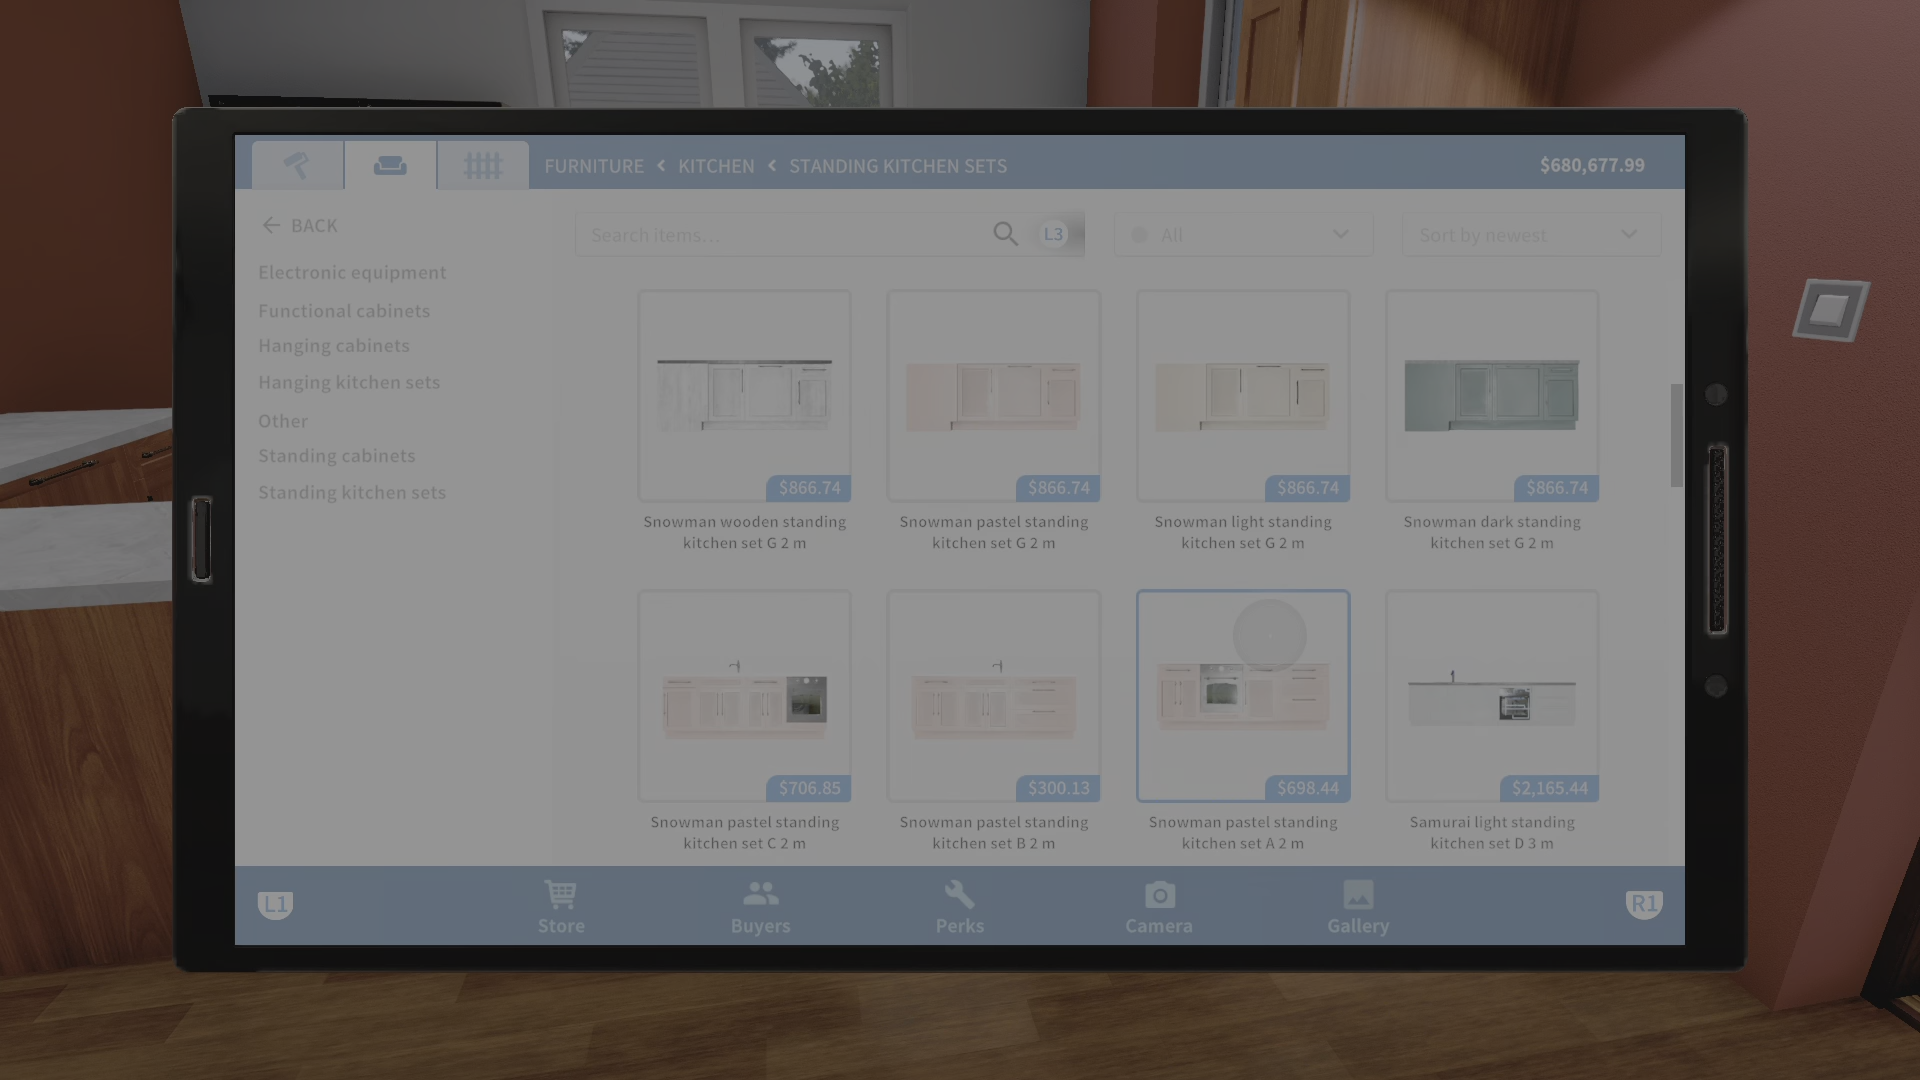 FURNITURE < KITCHEN < STANDING KITCHEN SETS
$680,677.99
BACK
Search items...
L3
All
Sort by newest
Electronic equipment
Functional cabinets
Hanging cabinets
Hanging kitchen sets
Other
Standing cabinets
Standing kitchen sets
$866.74
$866.74
$866.74
$866.74
Snowman wooden standing
kitchen set G 2 m
Snowman pastel standing
kitchen set G 2 m
Snowman light standing
kitchen set G 2 m
Snowman dark standing
kitchen set G 2 m
$706.85
$300.13
$698.44
$2,165.44
Snowman pastel standing
kitchen set C 2 m
Snowman pastel standing
kitchen set B 2 m
Snowman pastel standing
kitchen set A 2 m
Samurai light standing
kitchen set D 3 m
L1
Store
Buyers
Perks
Camera
Gallery
R1